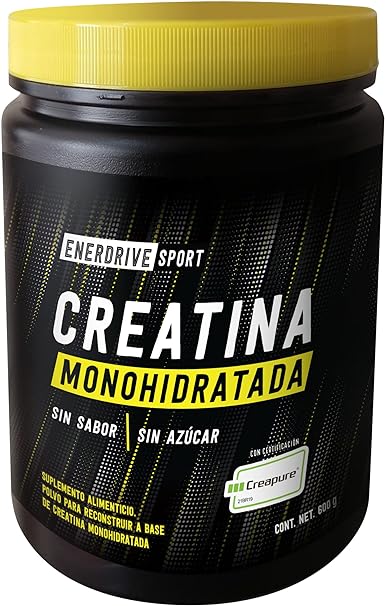 ENERDRIVE SPORT
CREATINA
MONOHIDRATADA
SIN SABOR \ SIN AZÚCAR
CON CERTIFICACIÓN
Creapure®
219R19
SUPLEMENTO ALIMENTICIO,
POLVO PARA RECONSTRUIR A BASE
DE CREATINA MONOHIDRATADA
CONT. NET. 600 g